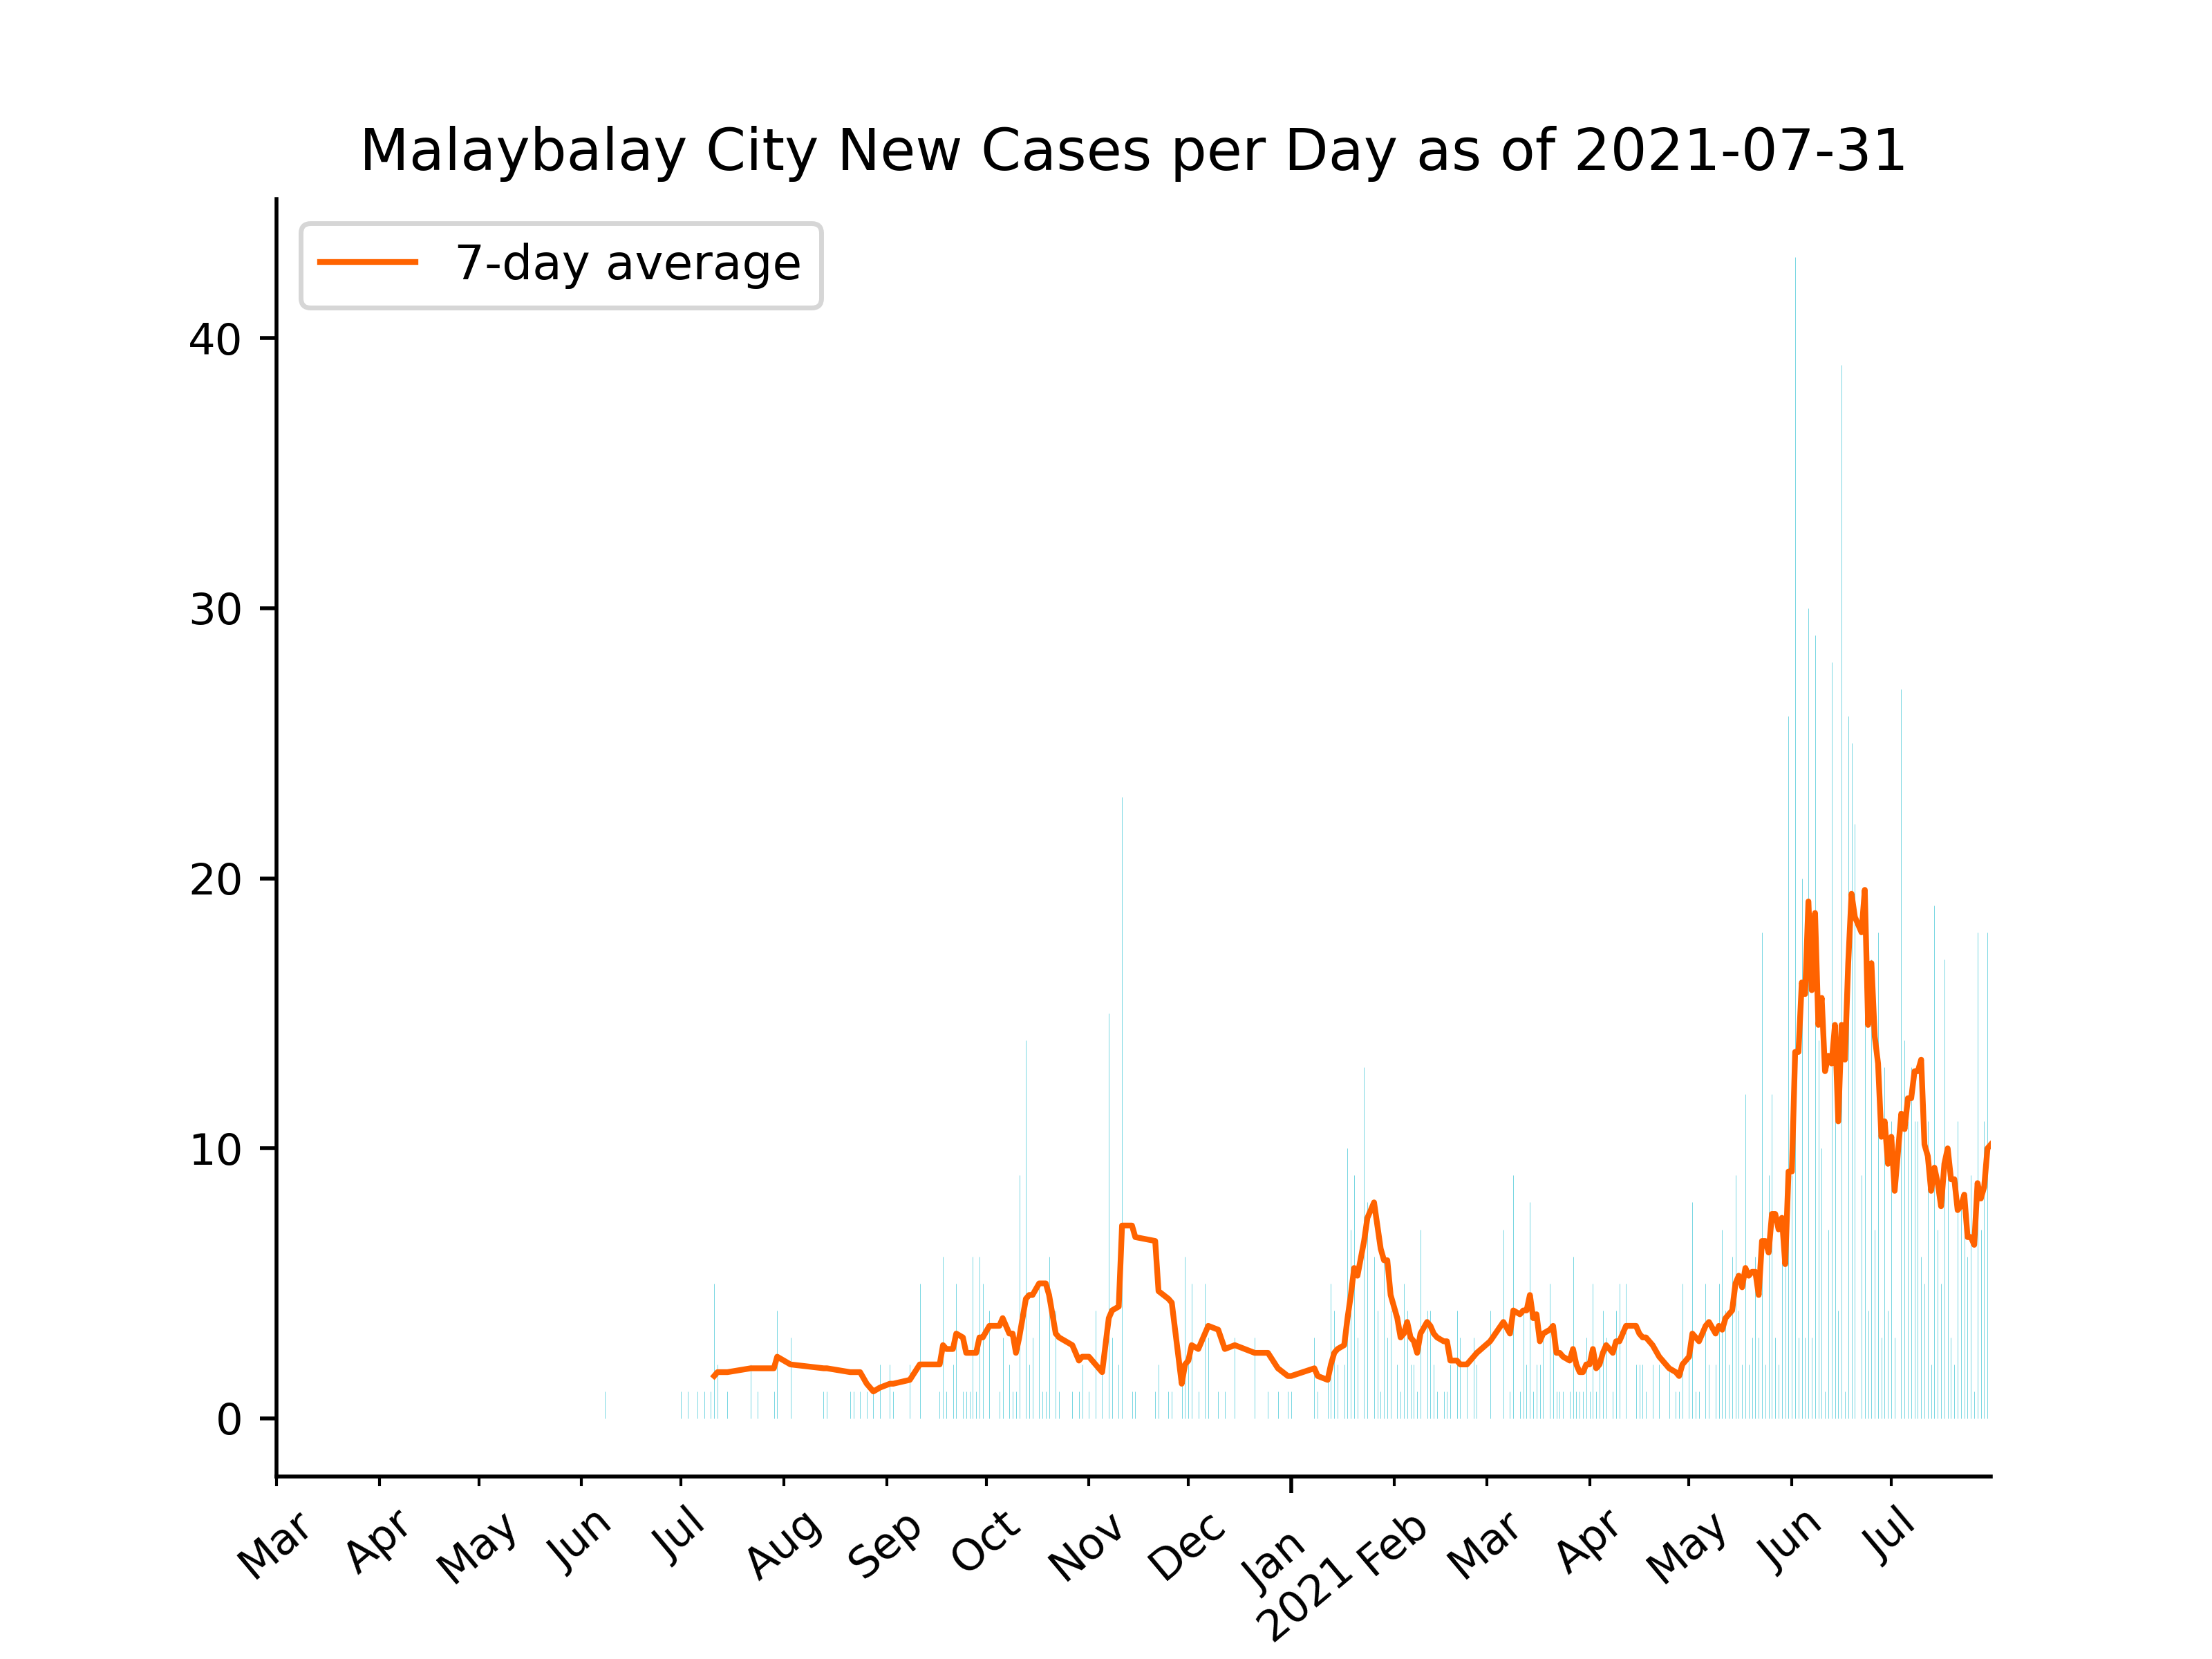 Malaybalay City New Cases per Day as of 2021-07-31
7-day average
40
30
20
10
0
Mar
Apr
May
Jun
Jul
Aug
Sep
Oct
Nov
Dec
Jan
2021
Feb
Mar
Apr
May
Jun
Jul